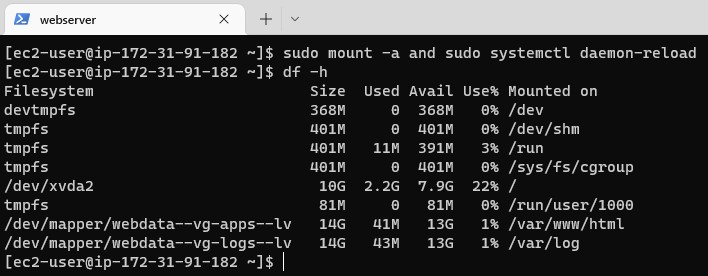 webserver
[ec2-user@ip-172-31-91-182 ~]$ sudo mount -a and sudo systemctl daemon-reload
[ec2-user@ip-172-31-91-182 ~]$ df -h
Filesystem                       Size  Used Avail Use% Mounted on
devtmpfs                         368M     0  368M   0% /dev
tmpfs                            401M     0  401M   0% /dev/shm
tmpfs                            401M   11M  391M   3% /run
tmpfs                            401M     0  401M   0% /sys/fs/cgroup
/dev/xvda2                        10G  2.2G  7.9G  22% /
tmpfs                             81M     0   81M   0% /run/user/1000
/dev/mapper/webdata--vg-apps--lv  14G   41M   13G   1% /var/www/html
/dev/mapper/webdata--vg-logs--lv  14G   43M   13G   1% /var/log
[ec2-user@ip-172-31-91-182 ~]$